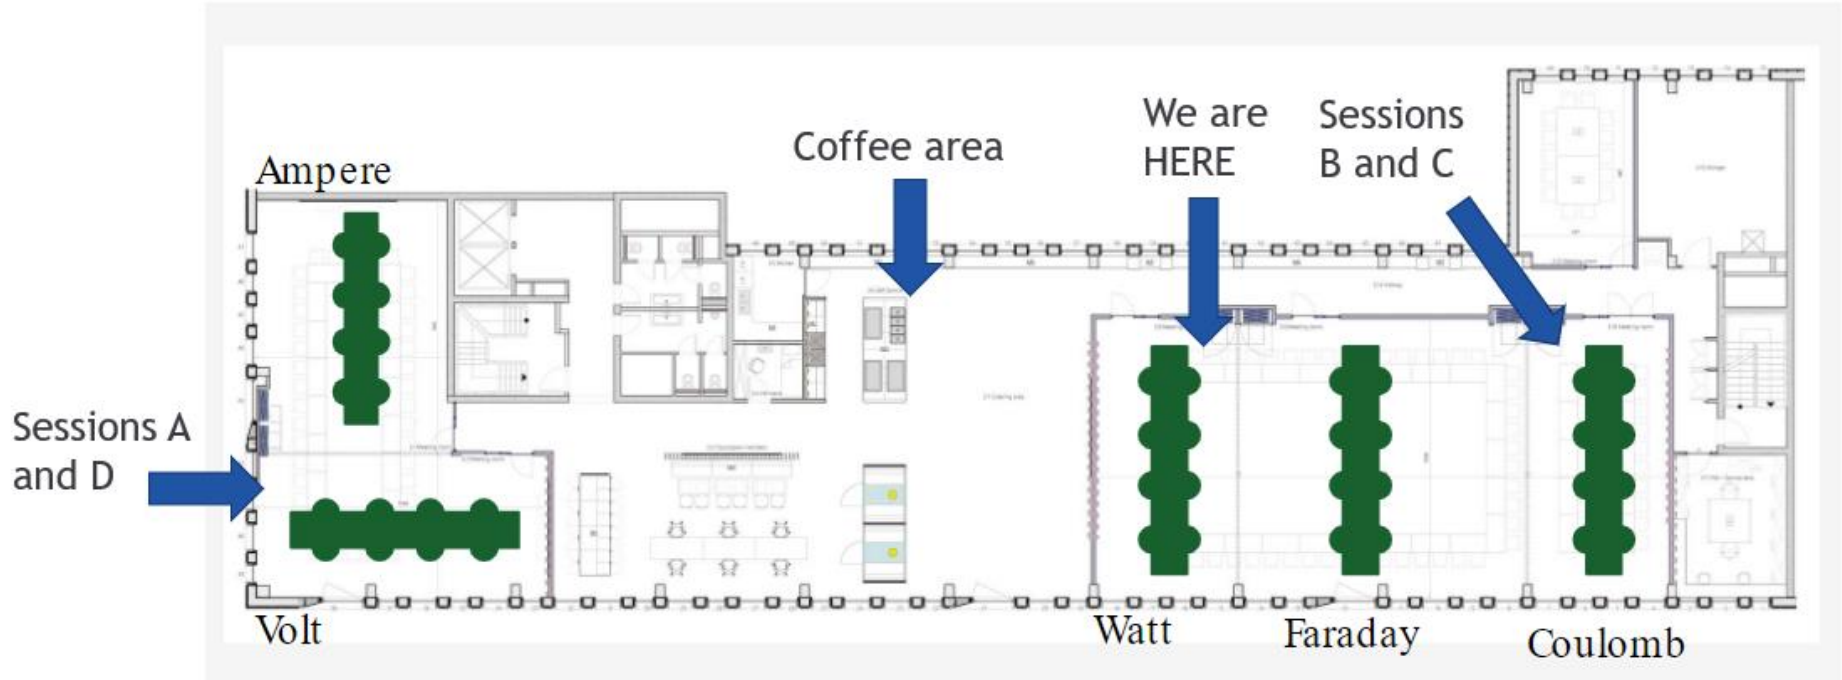 Ampere
Coffee area
We are
HERE
Sessions
B and C
Sessions A
and D
Volt
Watt
Faraday
Coulomb